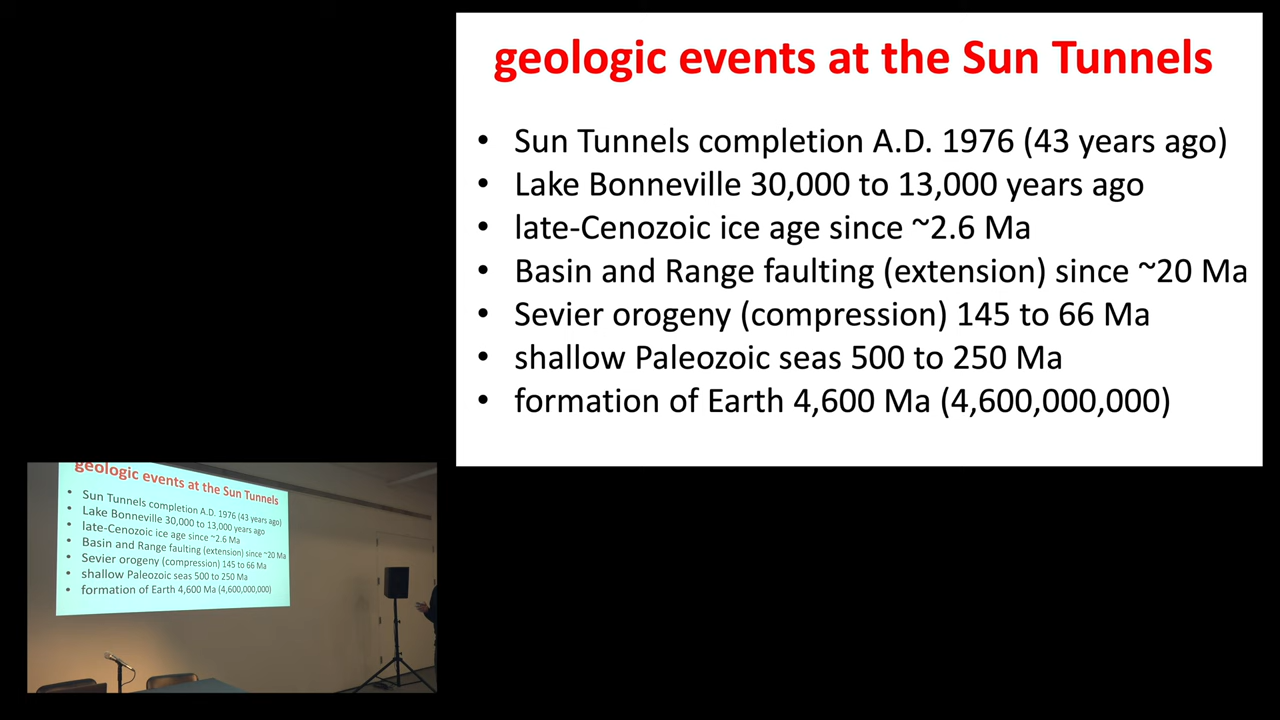 geologic events at the Sun Tunnels
• Sun Tunnels completion A.D. 1976 (43 years ago)
• Lake Bonneville 30,000 to 13,000 years ago
• late-Cenozoic ice age since ~2.6 Ma
• Basin and Range faulting (extension) since ~20 Ma
• Sevier orogeny (compression) 145 to 66 Ma
• shallow Paleozoic seas 500 to 250 Ma
• formation of Earth 4,600 Ma (4,600,000,000)
geologic events at the Sun Tunnels
• Sun Tunnels completion A.D. 1976 (43 years ago)
• Lake Bonneville 30,000 to 13,000 years ago
• late-Cenozoic ice age since ~2.6 Ma
• Basin and Range faulting (extension) since ~20 Ma
• Sevier orogeny (compression) 145 to 66 Ma
• shallow Paleozoic seas 500 to 250 Ma
• formation of Earth 4,600 Ma (4,600,000,000)